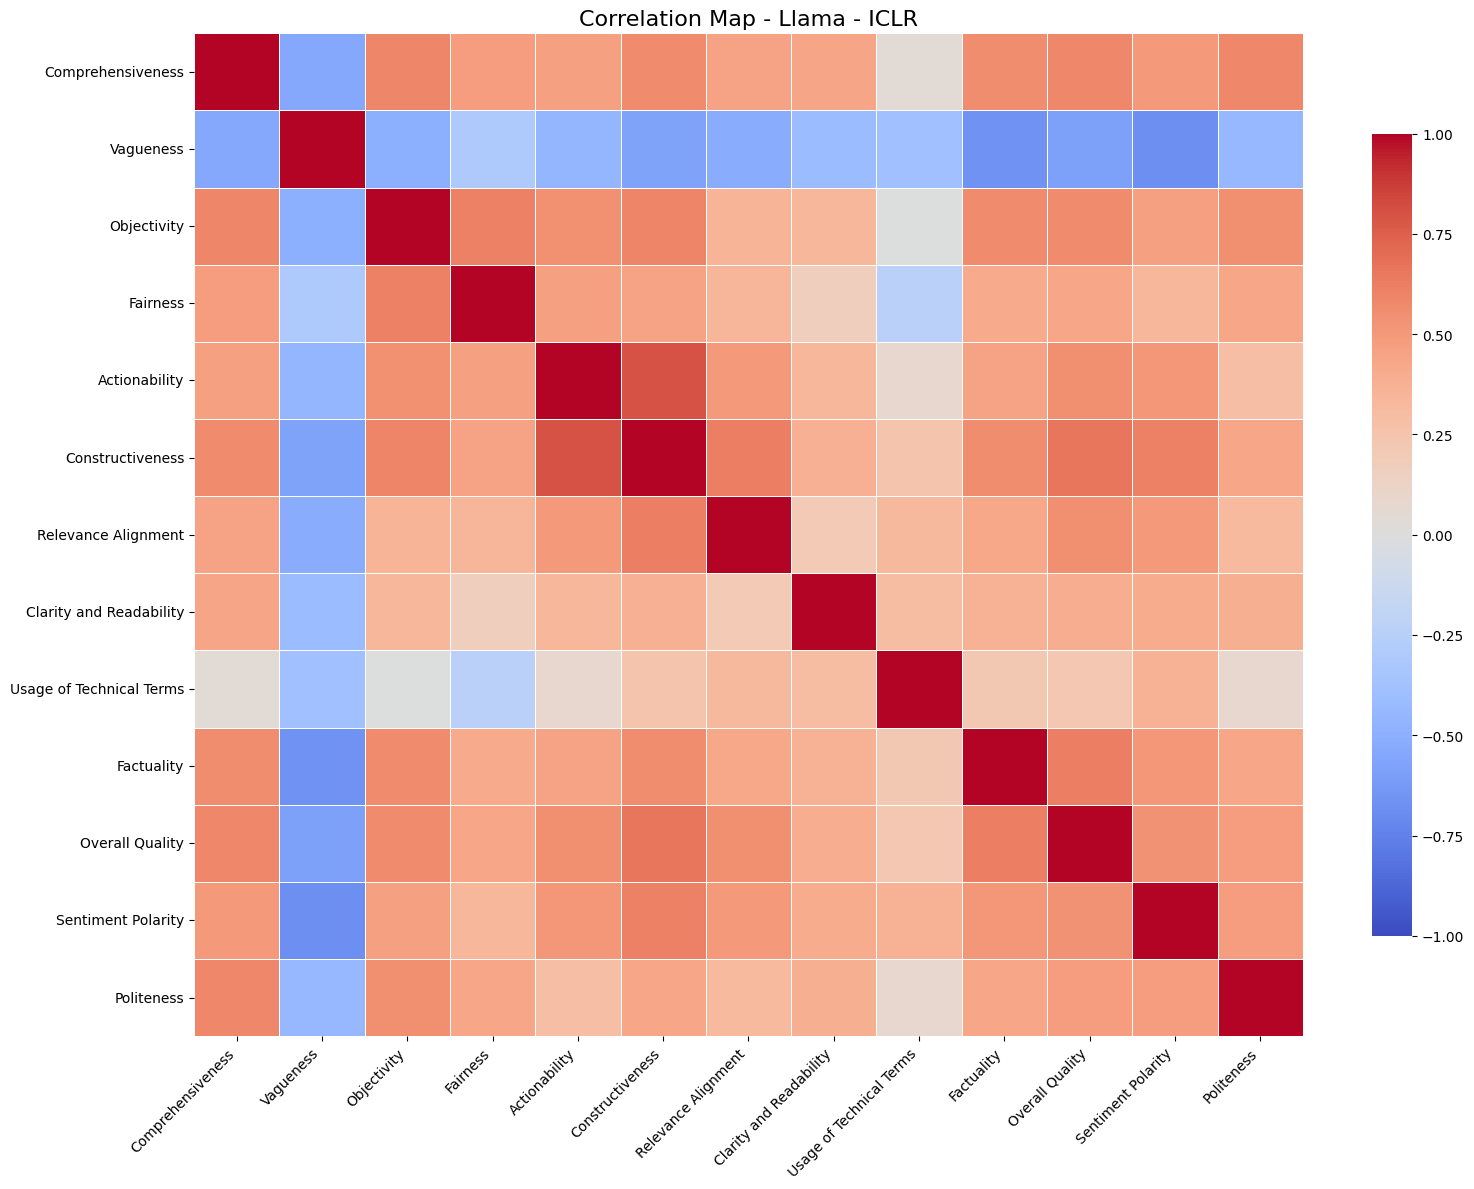 Correlation Map - Llama - ICLR
Comprehensiveness
Vagueness
Objectivity
Fairness
Actionability
Constructiveness
Relevance Alignment
Clarity and Readability
Usage of Technical Terms
Factuality
Overall Quality
Sentiment Polarity
Politeness
1.00
0.75
0.50
0.25
0.00
−0.25
−0.50
−0.75
−1.00
Comprehensiveness
Vagueness
Objectivity
Fairness
Actionability
Constructiveness
Relevance Alignment
Clarity and Readability
Usage of Technical Terms
Factuality
Overall Quality
Sentiment Polarity
Politeness